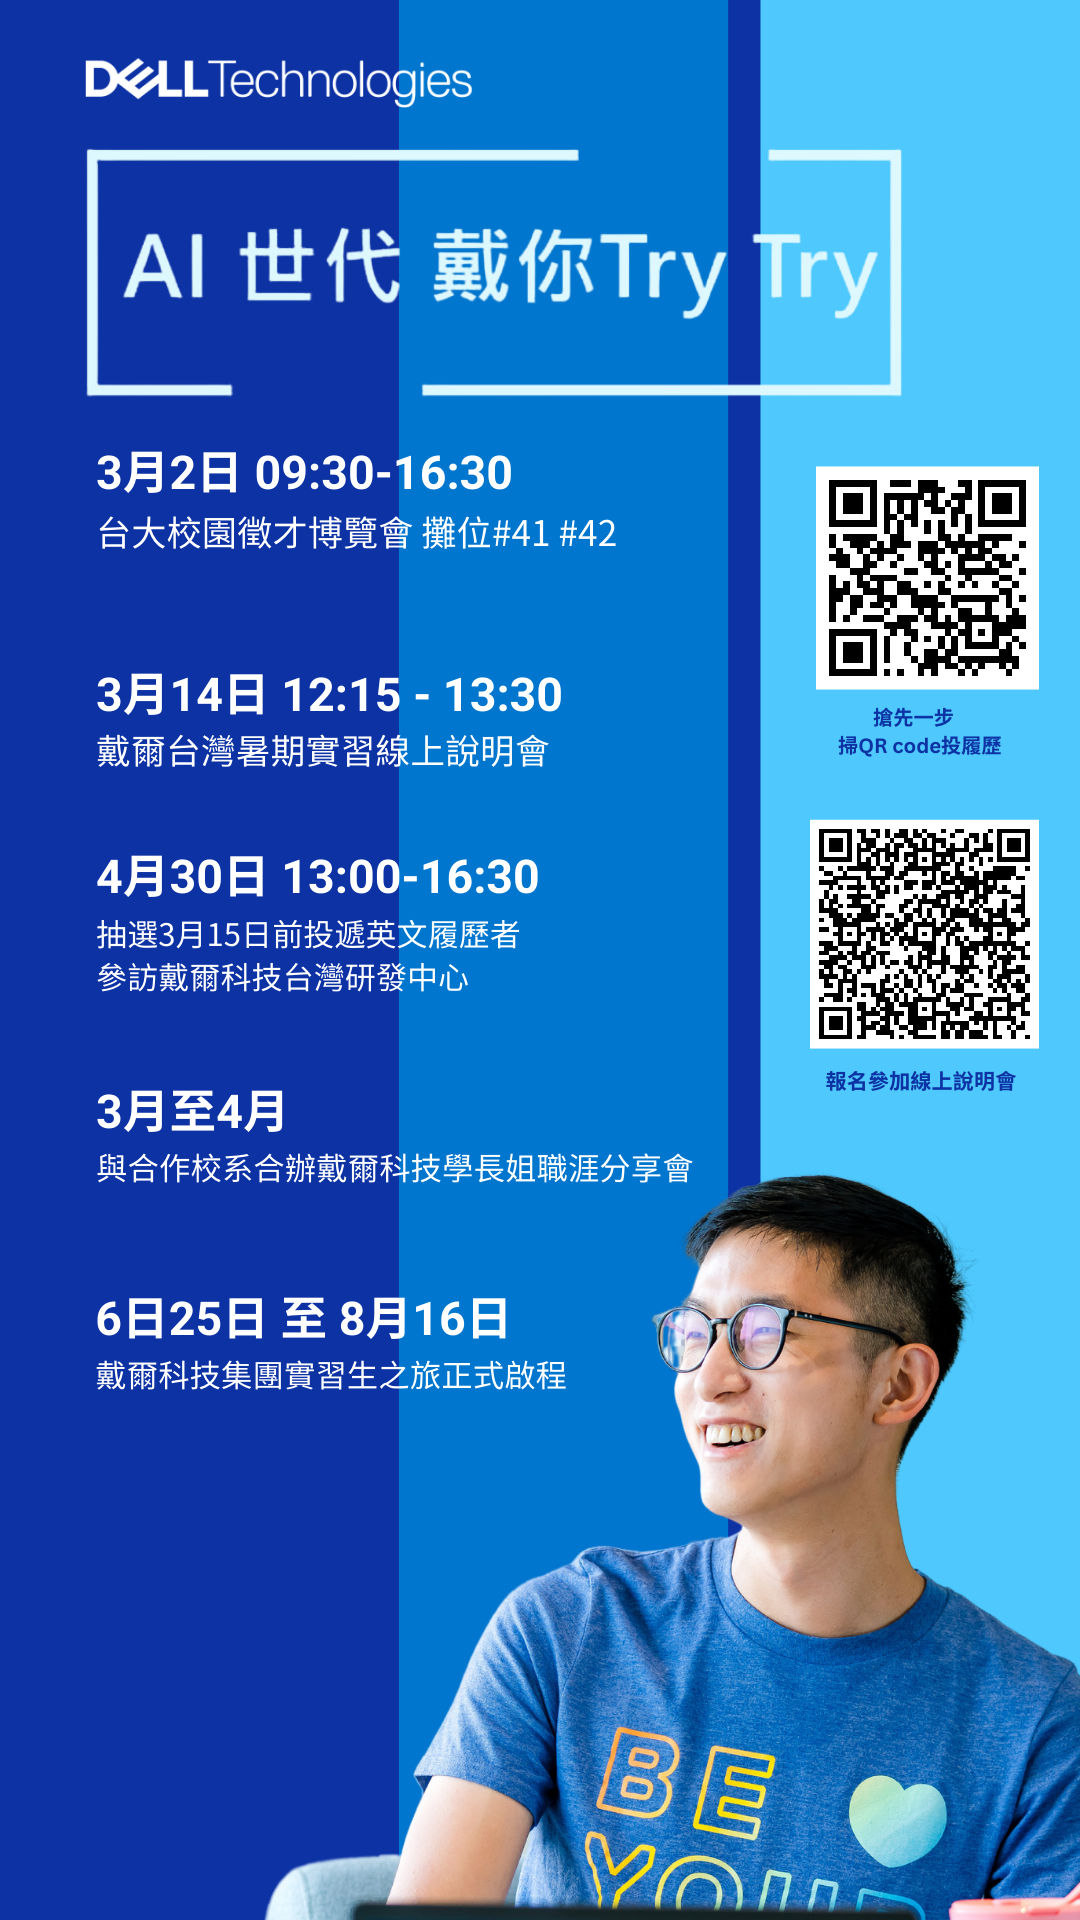 DELL Technologies
AI 世代 戴你Try Try
3月2日 09:30-16:30
台大校園徵才博覽會 攤位#41 #42
3月14日 12:15 - 13:30
戴爾台灣暑期實習線上說明會
4月30日 13:00-16:30
抽選3月15日前投遞英文履歷者
參訪戴爾科技台灣研發中心
3月至4月
與合作校系合辦戴爾科技學長姐職涯分享會
6日25日 至 8月16日
戴爾科技集團實習生之旅正式啟程
搶先一步
掃QR code投履歷
報名參加線上說明會
BE
YOUR